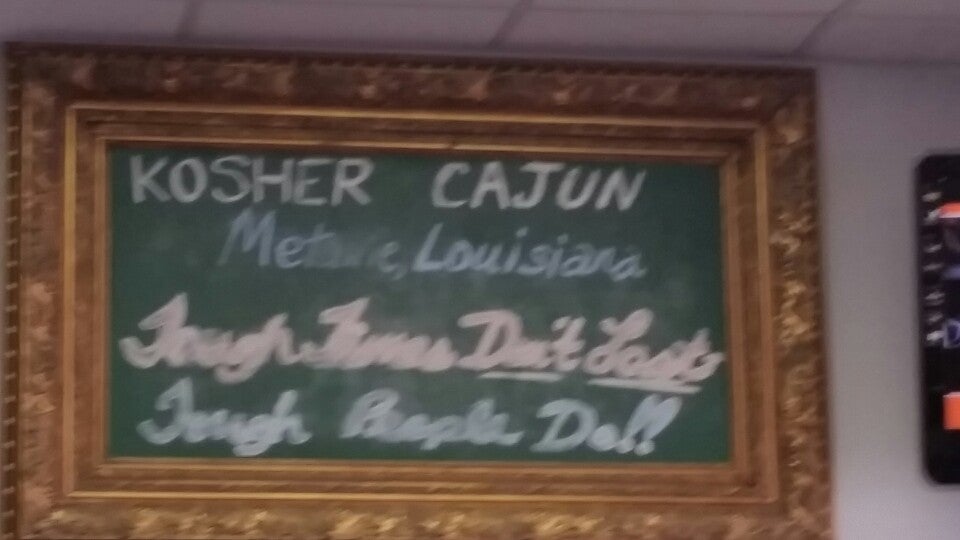 KOSHER CAJUN
Metairie, Louisiana
Tough Times Don't Last
Tough People Do!!